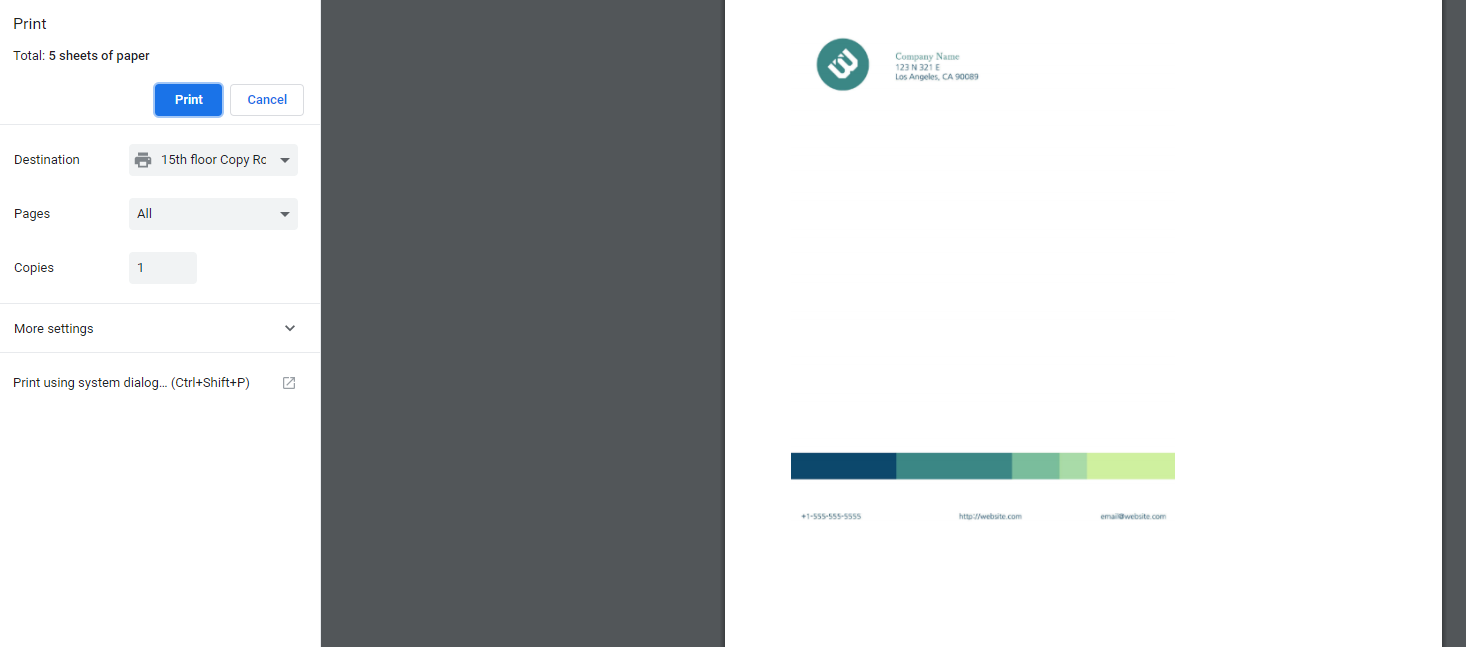 Print
Total: 5 sheets of paper
Print
Cancel
Destination
15th floor Copy Rc
Pages
All
Copies
1
More settings
Print using system dialog... (Ctrl+Shift+P)
Company Name
123 N 321 E
Los Angeles, CA 90089
+1-555-555-5555
http://website.com
email@website.com